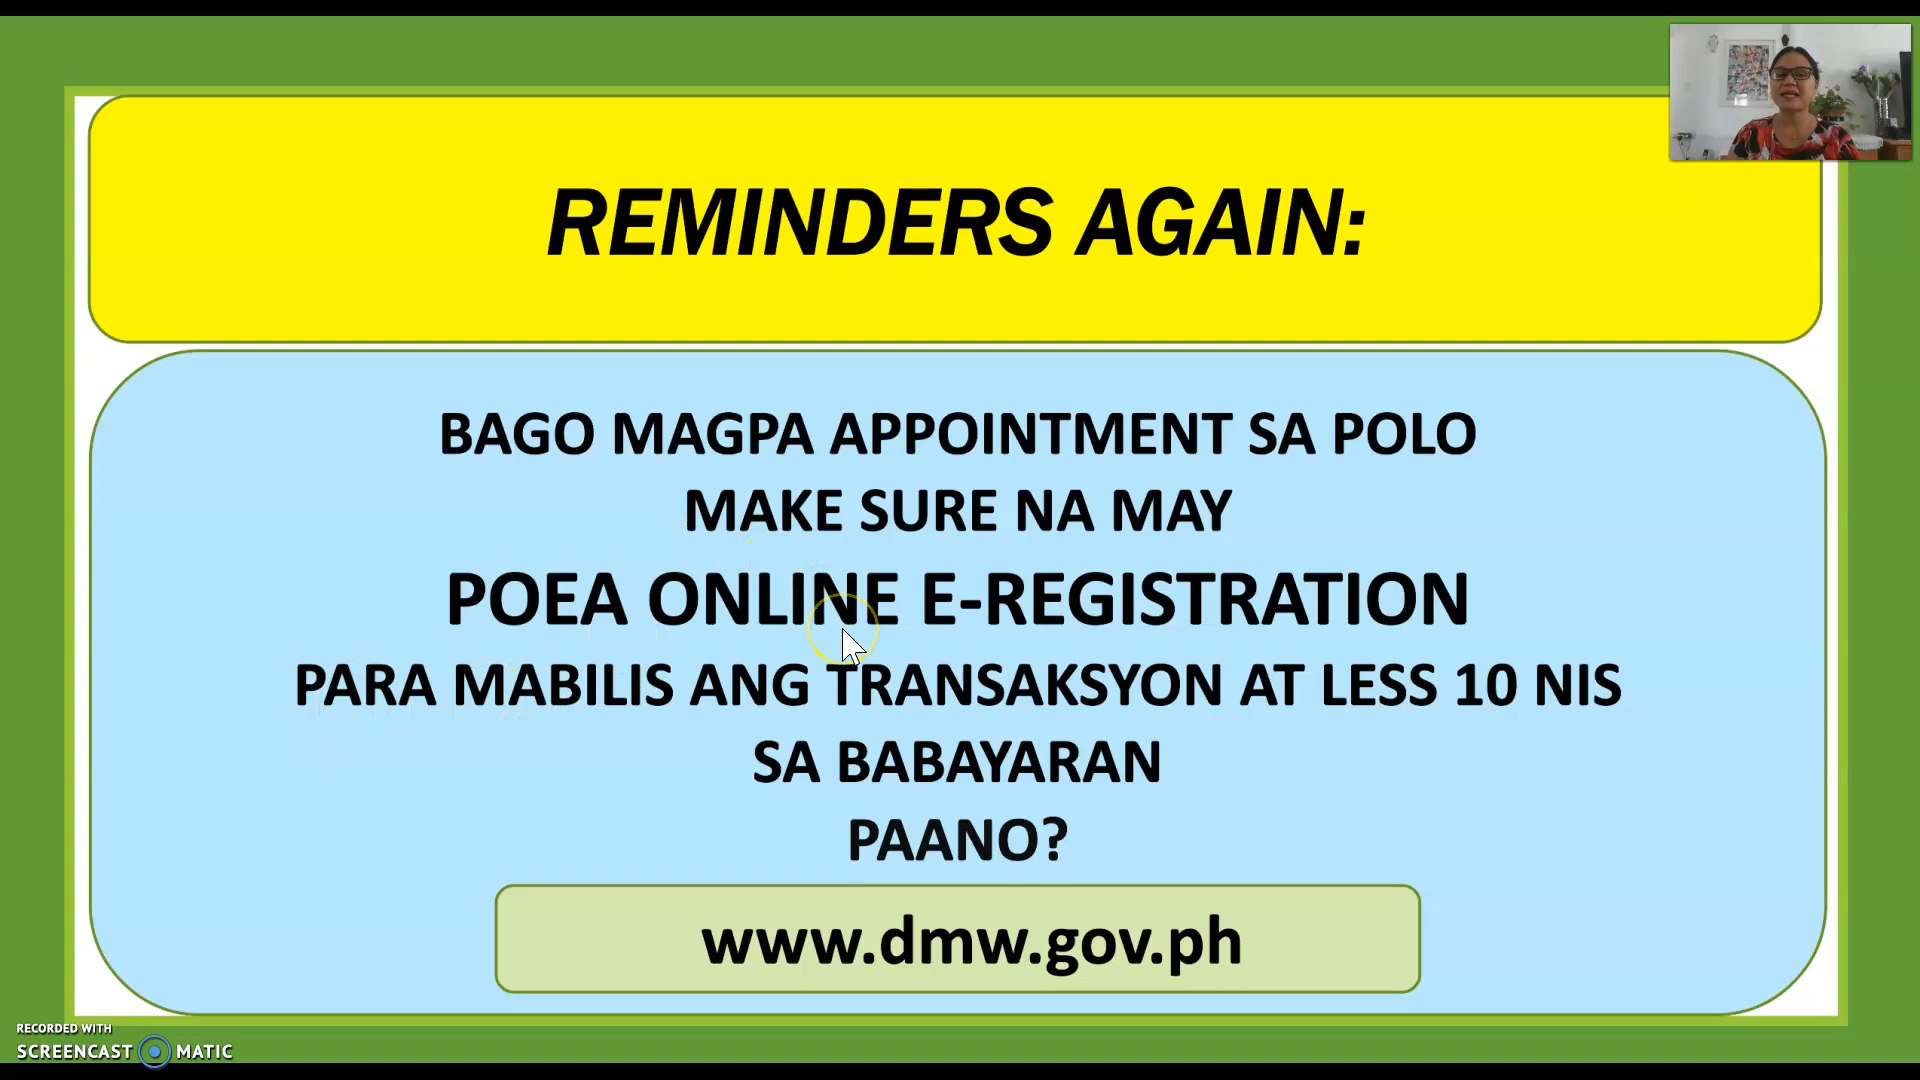 REMINDERS AGAIN:
BAGO MAGPA APPOINTMENT SA POLO
MAKE SURE NA MAY
POEA ONLINE E-REGISTRATION
PARA MABILIS ANG TRANSAKSYON AT LESS 10 NIS
SA BABAYARAN
PAANO?
www.dmw.gov.ph
RECORDED WITH
SCREENCAST MATIC